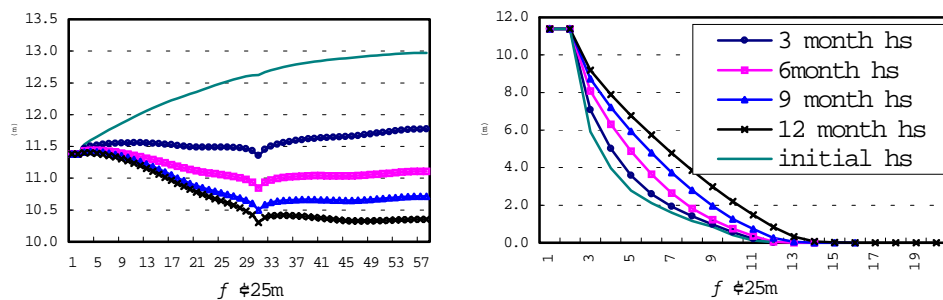 13.5
13.0
12.5
12.0
11.5
11.0
10.5
10.0
(m)
1 5 9 13 17 21 25 29 33 37 41 45 49 53 57
f ¢25m
12.0
10.0
8.0
6.0
4.0
2.0
0.0
(m)
1 3 5 7 9 11 13 15 17 19
f ¢25m
3 month hs
6month hs
9 month hs
12 month hs
initial hs